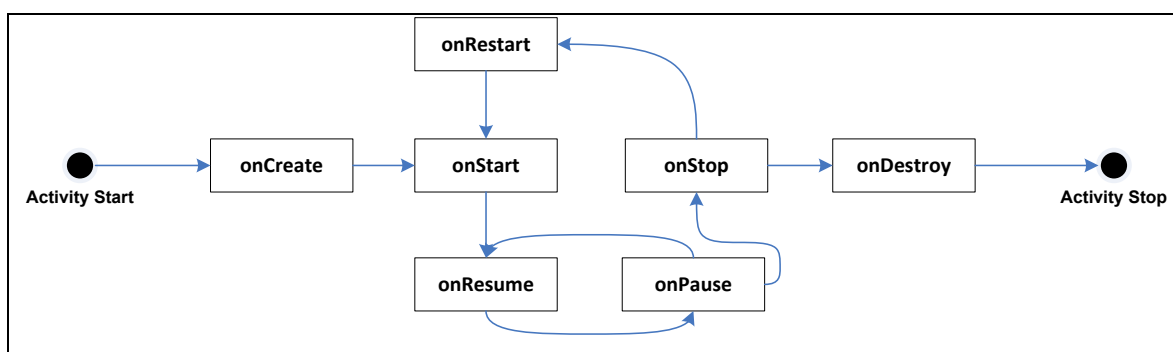 onRestart
onCreate
onStart
onStop
onDestroy
Activity Start
Activity Stop
onResume
onPause